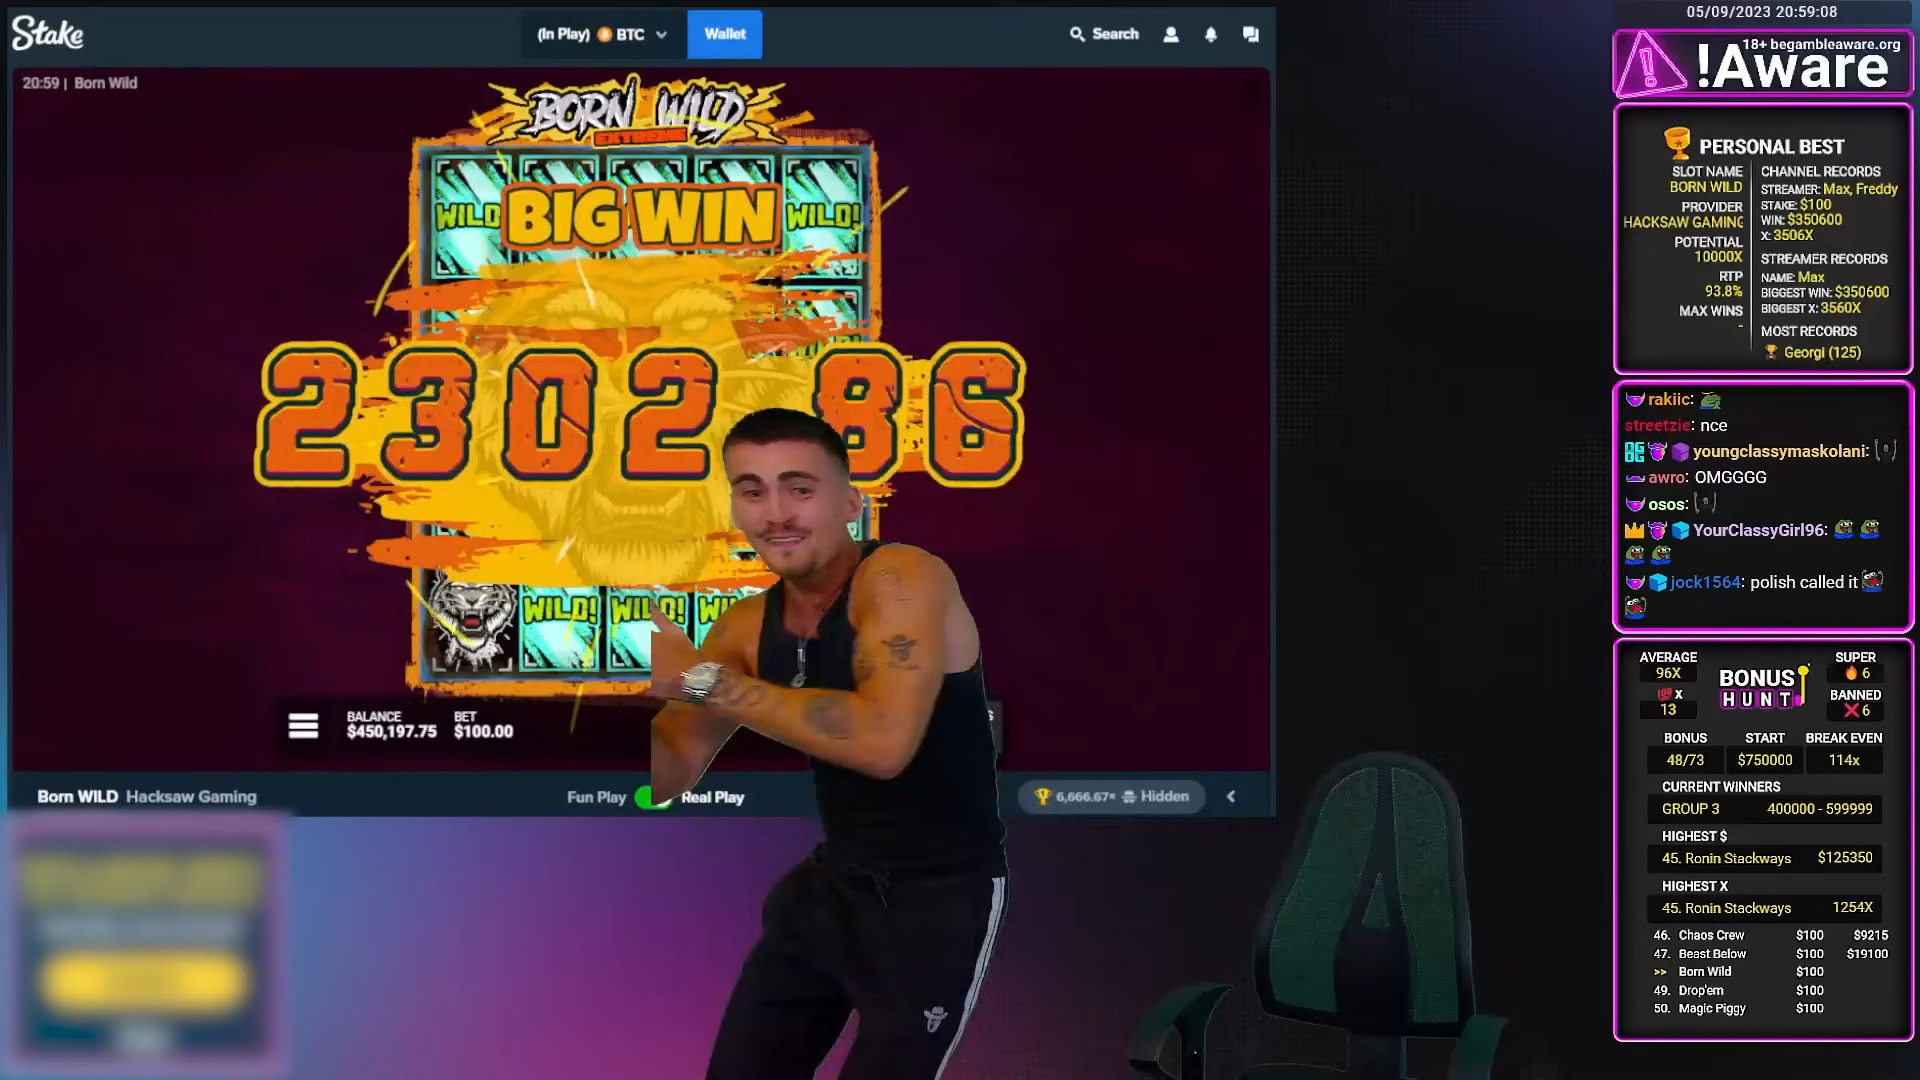 Stake
(In Play) BTC
Wallet
Search
20:59 | Born Wild
BORN WILD
EXTREME
WILD
BIG WIN
WILD!
2302 86
WILD!
WILD!
BALANCE
$450,197.75
BET
$100.00
Born WILD Hacksaw Gaming
Fun Play
Real Play
6,666.67× Hidden
05/09/2023 20:59:08
18+ begambleaware.org
!Aware
PERSONAL BEST
SLOT NAME
BORN WILD
PROVIDER
HACKSAW GAMING
POTENTIAL
10000X
RTP
93.8%
MAX WINS
-
CHANNEL RECORDS
STREAMER: Max, Freddy
STAKE: $100
WIN: $350600
X: 3506X
STREAMER RECORDS
NAME: Max
BIGGEST WIN: $350600
BIGGEST X: 3560X
MOST RECORDS
Georgi (125)
rakiic:
streetzie: nce
youngclassymaskolani:
awro: OMGGGG
osos:
YourClassyGirl96:
jock1564: polish called it
AVERAGE
96X
X
13
BONUS
HUNT
SUPER
6
BANNED
6
BONUS START BREAK EVEN
48/73 $750000 114x
CURRENT WINNERS
GROUP 3 400000 - 599999
HIGHEST $
45. Ronin Stackways $125350
HIGHEST X
45. Ronin Stackways 1254X
46. Chaos Crew $100 $9215
47. Beast Below $100 $19100
>> Born Wild $100
49. Drop'em $100
50. Magic Piggy $100